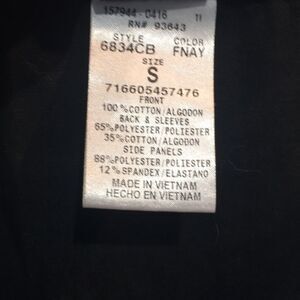 157944-0416 11
RN# 93643
STYLE COLOR
6834CB FNAY
SIZE
S
716605457476
FRONT
100%COTTON/ALGODON
BACK & SLEEVES
65%POLYESTER/POLIESTER
35%COTTON/ALGODON
SIDE PANELS
88%POLYESTER/POLIESTER
12%SPANDEX/ELASTANO
MADE IN VIETNAM
HECHO EN VIETNAM